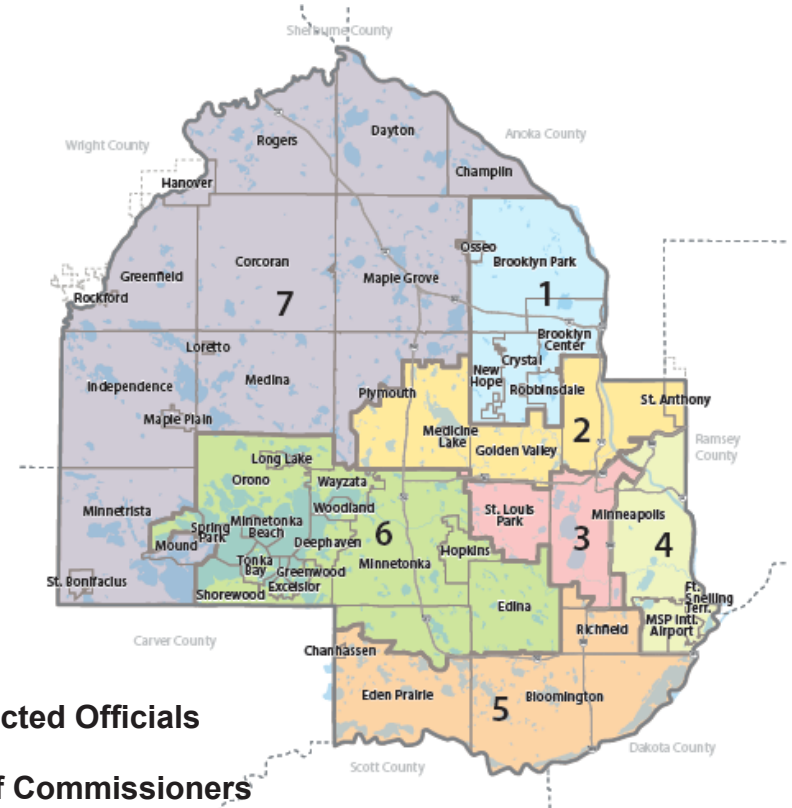 Sherburne County
Wright County
Anoka County
Rogers
Dayton
Champlin
Hanover
Osseo
Corcoran
Brooklyn Park
Greenfield
Maple Grove
Rockford
7
1
Loretto
Brooklyn
Center
Crystal
Independence
Medina
New
Hope
Robbinsdale
Plymouth
Maple Plain
St. Anthony
Medicine
Lake
2
Golden Valley
Ramsey
County
Long Lake
Orono
Wayzata
Woodland
Minnetrista
St. Louis
Park
Minneapolis
Spring
Park
Minnetonka
Beach
6
3
4
Mound
Deephaven
Hopkins
Tonka
Bay
Greenwood
Minnetonka
Excelsior
St. Bonifacius
Shorewood
Edina
Ft.
Snelling
Terr.
MSP Intl.
Airport
Richfield
Carver County
Chanhassen
Eden Prairie
5
Bloomington
cted Officials
Scott County
Dakota County
f Commissioners